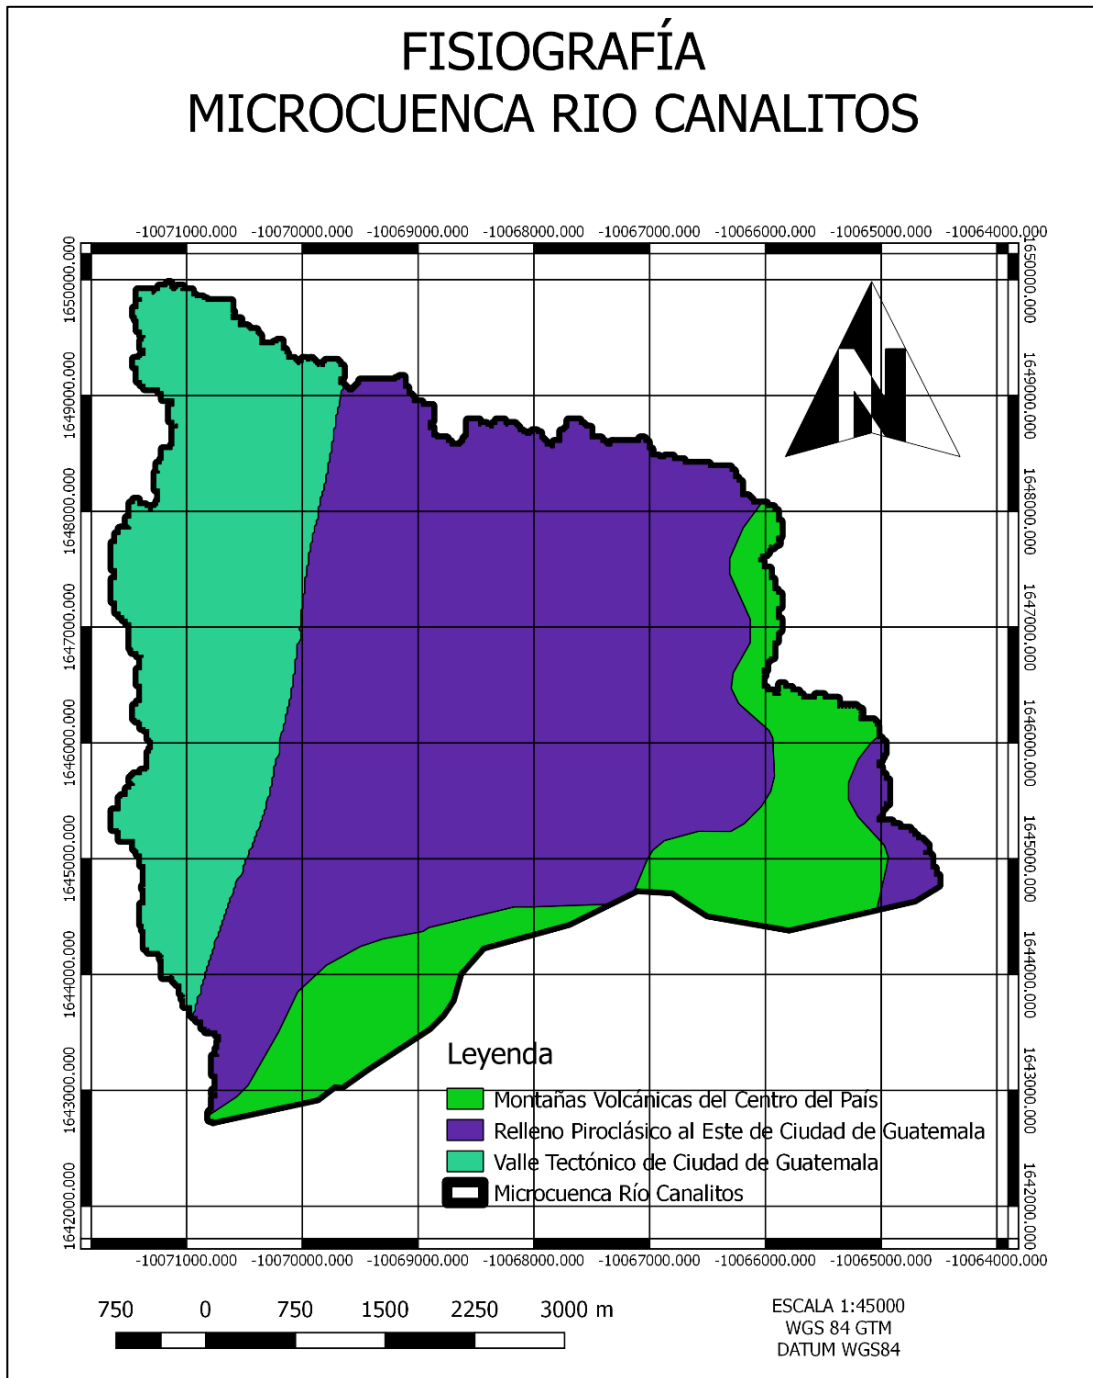 FISIOGRAFÍA
MICROCUENCA RIO CANALITOS
-10071000.000 -10070000.000 -10069000.000 -10068000.000 -10067000.000 -10066000.000 -10065000.000 -10064000.000
1650000.000 1650000.000
N
1649000.000 1649000.000
1648000.000 1648000.000
1647000.000 1647000.000
1646000.000 1646000.000
1645000.000 1645000.000
1644000.000 1644000.000
1643000.000 1643000.000
1642000.000 1642000.000
Leyenda
Montañas Volcánicas del Centro del País
Relleno Piroclásico al Este de Ciudad de Guatemala
Valle Tectónico de Ciudad de Guatemala
Microcuenca Río Canalitos
-10071000.000 -10070000.000 -10069000.000 -10068000.000 -10067000.000 -10066000.000 -10065000.000 -10064000.000
750 0 750 1500 2250 3000 m
ESCALA 1:45000
WGS 84 GTM
DATUM WGS84